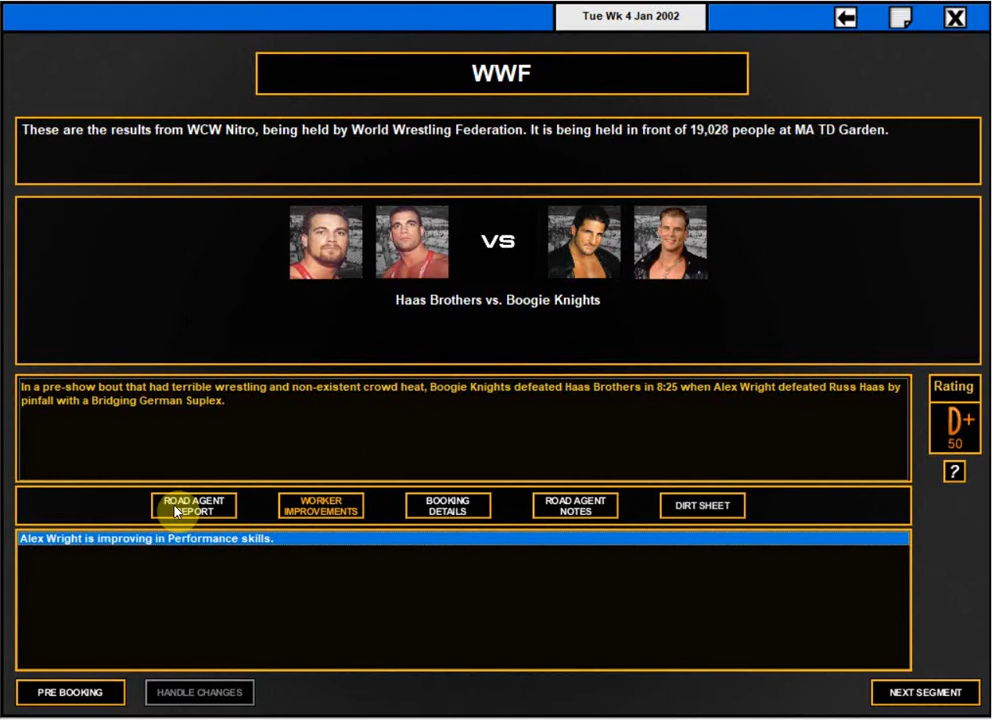 Tue Wk 4 Jan 2002
WWF
These are the results from WCW Nitro, being held by World Wrestling Federation. It is being held in front of 19,028 people at MA TD Garden.
VS
Haas Brothers vs. Boogie Knights
In a pre-show bout that had terrible wrestling and non-existent crowd heat, Boogie Knights defeated Haas Brothers in 8:25 when Alex Wright defeated Russ Haas by
pinfall with a Bridging German Suplex.
Rating
D+
50
?
ROAD AGENT
REPORT
WORKER
IMPROVEMENTS
BOOKING
DETAILS
ROAD AGENT
NOTES
DIRT SHEET
Alex Wright is improving in Performance skills.
PRE BOOKING
HANDLE CHANGES
NEXT SEGMENT